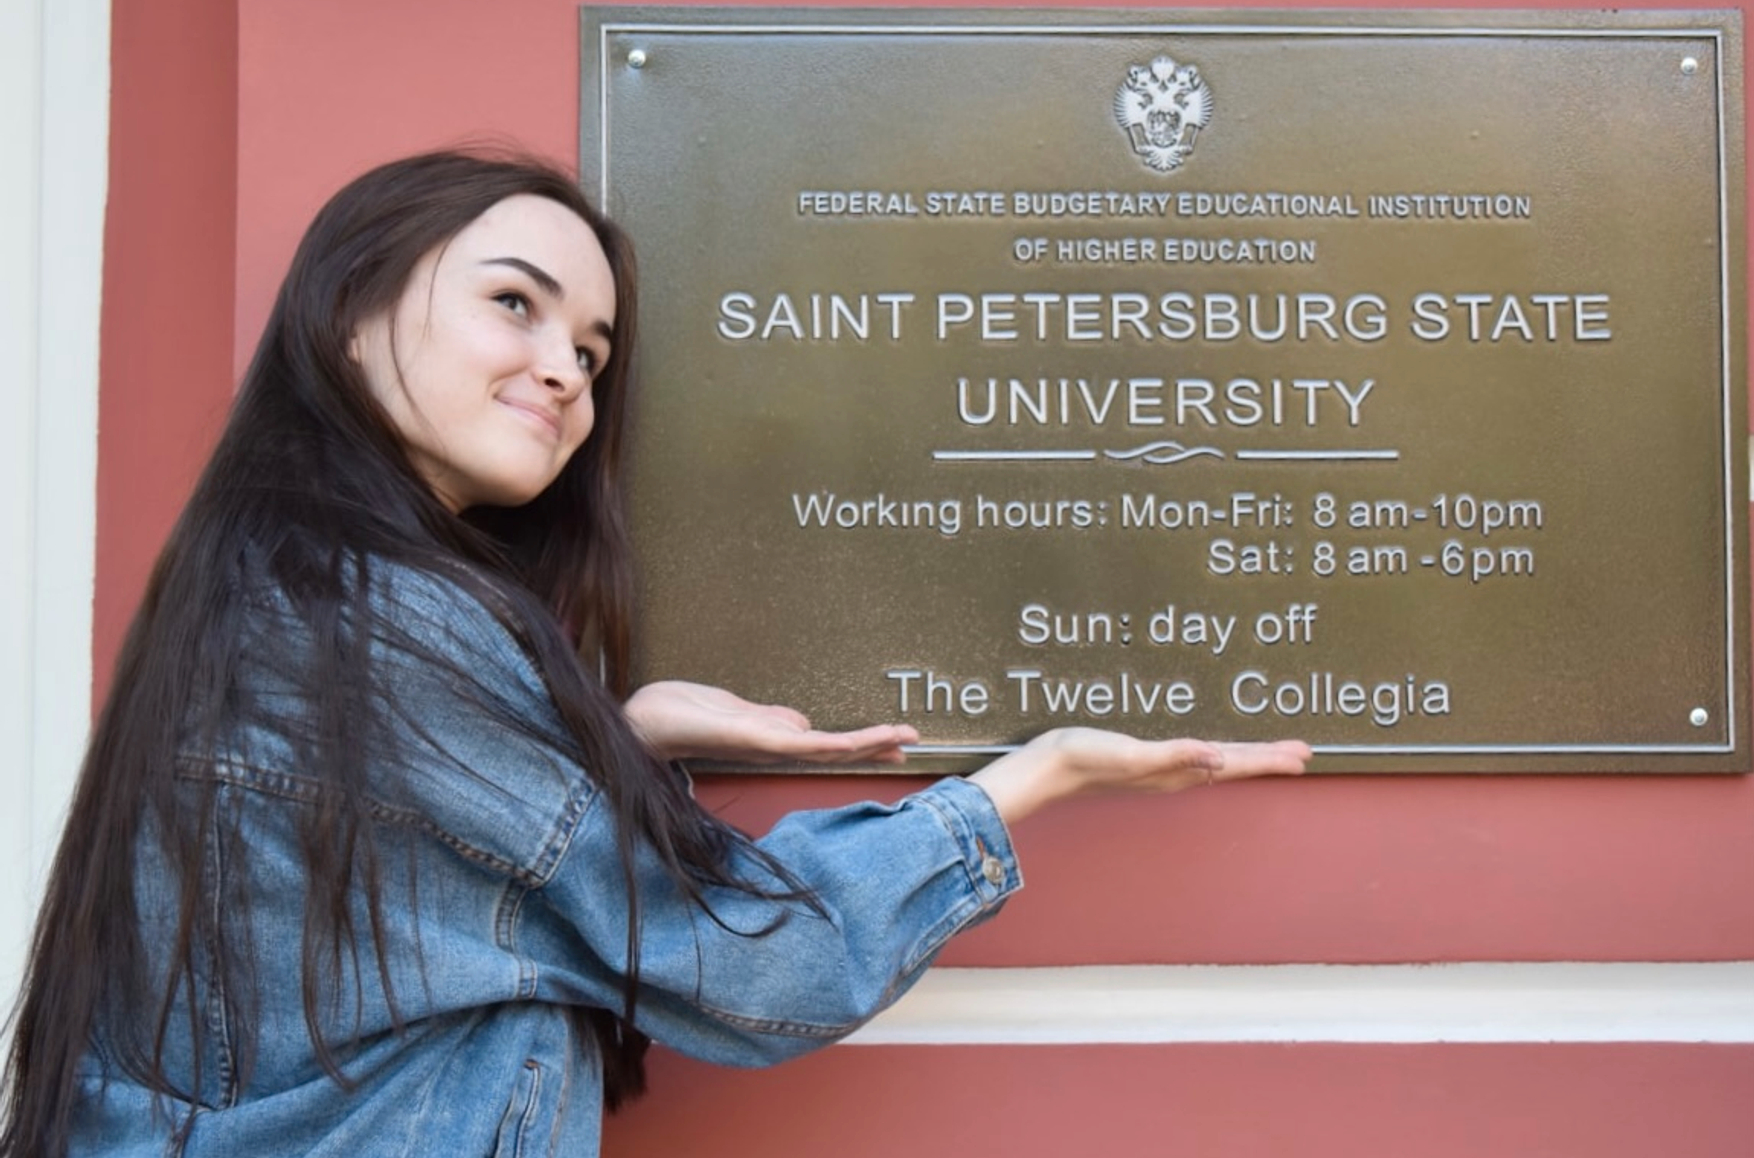 FEDERAL STATE BUDGETARY EDUCATIONAL INSTITUTION
OF HIGHER EDUCATION
SAINT PETERSBURG STATE
UNIVERSITY
Working hours: Mon-Fri: 8 am-10pm
Sat: 8 am -6pm
Sun: day off
The Twelve Collegia